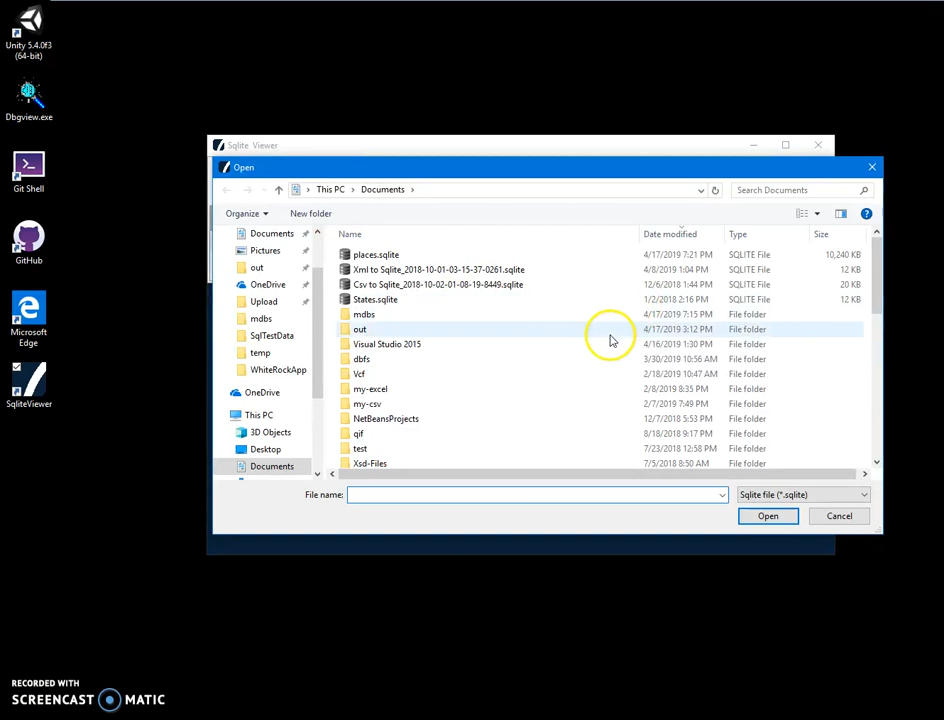 Unity 5.4.0f3
(64-bit)
Dbgview.exe
Git Shell
GitHub
Microsoft
Edge
SqliteViewer
Sqlite Viewer
Open
This PC > Documents >
Search Documents
Organize
New folder
Documents
Pictures
out
OneDrive
Upload
mdbs
SqlTestData
temp
WhiteRockApp
OneDrive
This PC
3D Objects
Desktop
Documents
Name Date modified Type Size
places.sqlite 4/17/2019 7:21 PM SQLITE File 10,240 KB
Xml to Sqlite_2018-10-01-03-15-37-0261.sqlite 4/8/2019 1:04 PM SQLITE File 12 KB
Csv to Sqlite_2018-10-02-01-08-19-8449.sqlite 12/6/2018 1:44 PM SQLITE File 20 KB
States.sqlite 1/2/2018 2:16 PM SQLITE File 12 KB
mdbs 4/17/2019 7:15 PM File folder
out 4/17/2019 3:12 PM File folder
Visual Studio 2015 4/16/2019 1:30 PM File folder
dbfs 3/30/2019 10:56 AM File folder
Vcf 2/18/2019 10:47 AM File folder
my-excel 2/8/2019 8:35 PM File folder
my-csv 2/7/2019 7:49 PM File folder
NetBeansProjects 12/7/2018 5:53 PM File folder
qif 8/18/2018 9:17 PM File folder
test 7/23/2018 12:58 PM File folder
Xsd-Files 7/5/2018 8:50 AM File folder
File name:
Sqlite file (*.sqlite)
Open
Cancel
RECORDED WITH
SCREENCAST MATIC